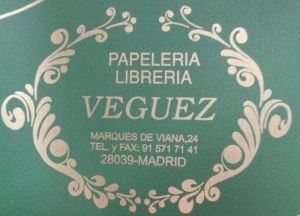 PAPELERIA
LIBRERIA
VEGUEZ
MARQUES DE VIANA,24
TEL. y FAX: 91 571 71 41
28039-MADRID